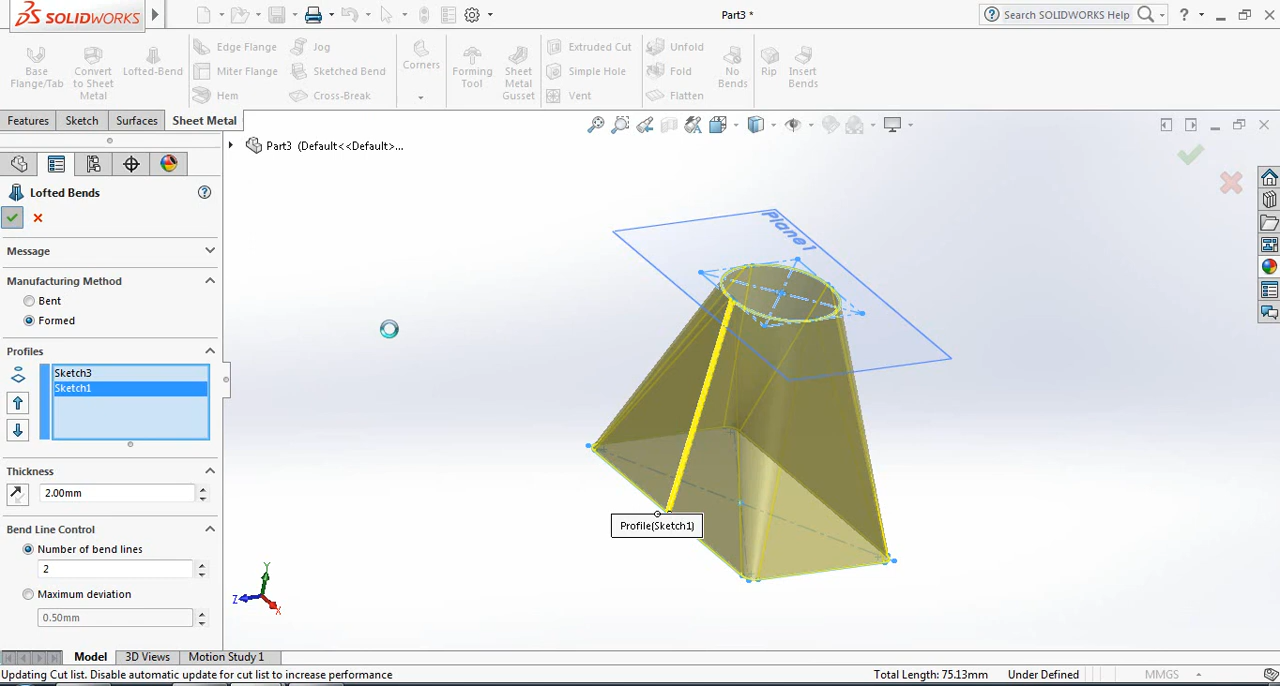 SOLIDWORKS
Part3 *
Search SOLIDWORKS Help
?
Base Flange/Tab
Convert to Sheet Metal
Lofted-Bend
Edge Flange
Miter Flange
Hem
Jog
Sketched Bend
Cross-Break
Corners
Forming Tool
Sheet Metal Gusset
Extruded Cut
Simple Hole
Vent
Unfold
Fold
Flatten
No Bends
Rip
Insert Bends
Features
Sketch
Surfaces
Sheet Metal
Part3 (Default<<Default>...
Lofted Bends
?
Message
Manufacturing Method
Bent
Formed
Profiles
Sketch3
Sketch1
Thickness
2.00mm
Bend Line Control
Number of bend lines
2
Maximum deviation
0.50mm
Plane1
Profile(Sketch1)
Y
Z
X
Model
3D Views
Motion Study 1
Updating Cut list. Disable automatic update for cut list to increase performance
Total Length: 75.13mm
Under Defined
MMGS